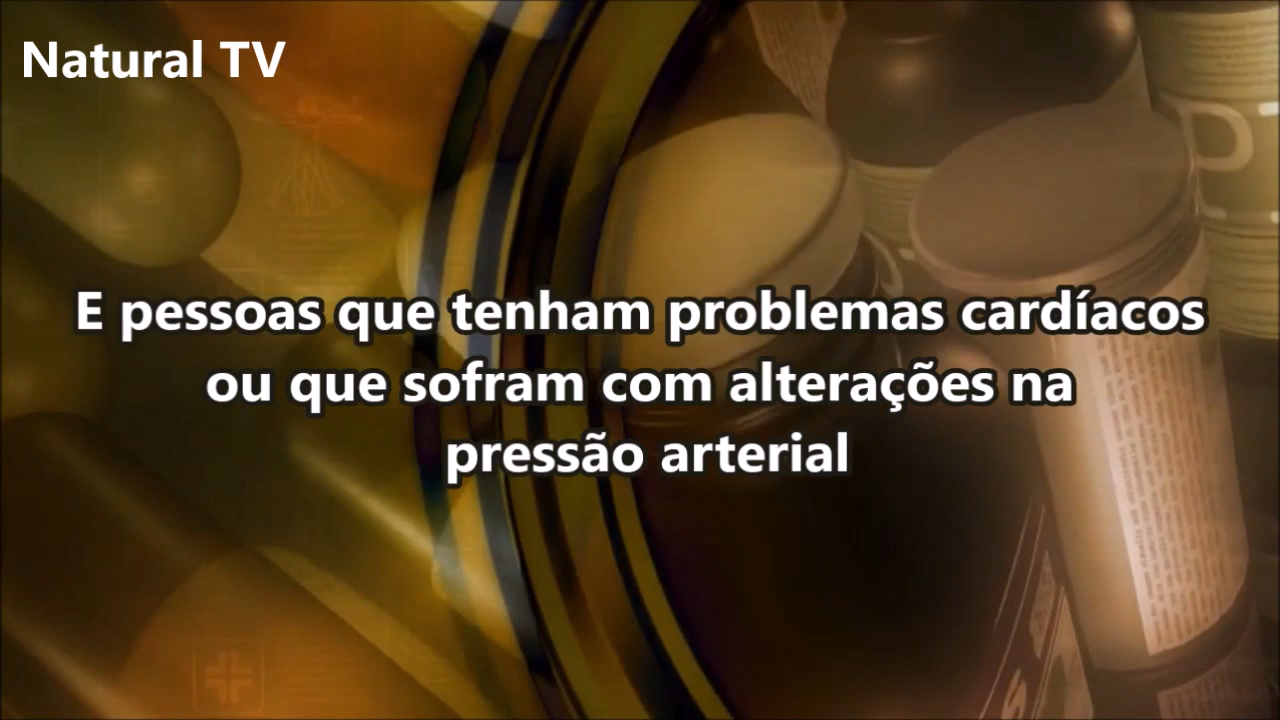 Natural TV
E pessoas que tenham problemas cardíacos
ou que sofram com alterações na
pressão arterial